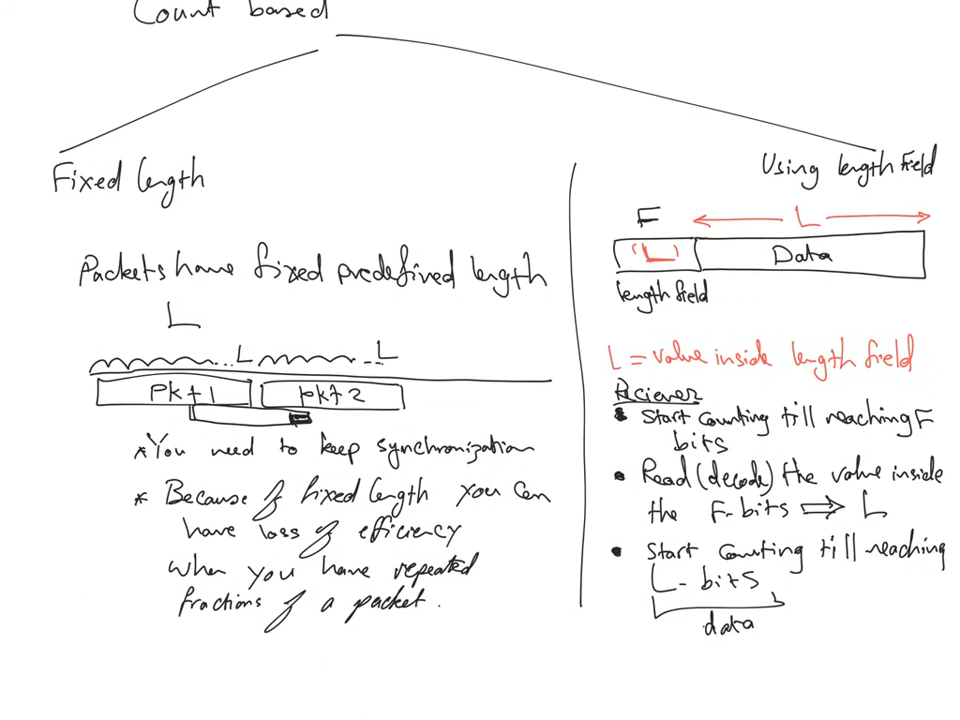 Count based
Fixed length
Packets have fixed predefined length
L
... L ... L
Pkt 1 pkt 2
* You need to keep synchronization
* Because of fixed length you can
have loss of efficiency
when you have repeated
fractions of a packet.
Using length field
F L
"L" Data
length field
L = value inside length field
Reciever
• Start counting till reaching F
bits
• Read (decode) the value inside
the F-bits ⇒ L
• Start counting till reaching
L-bits
data